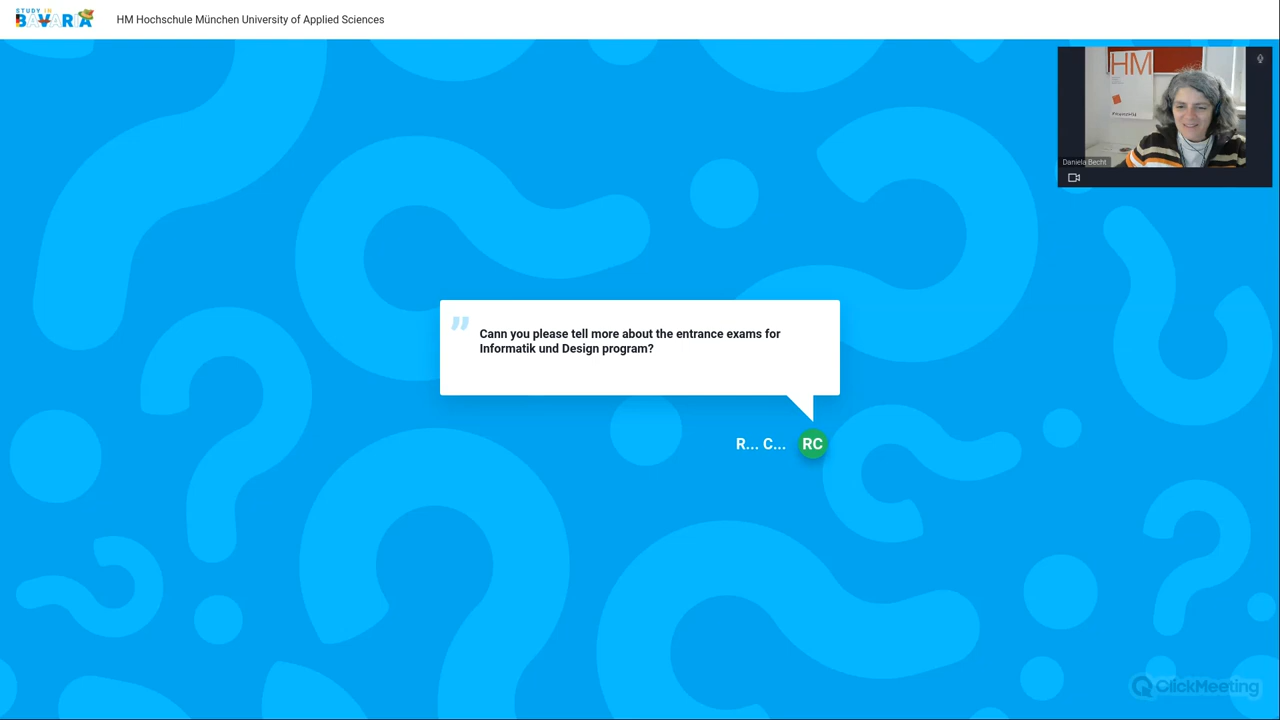 STUDY IN
BAVARIA
HM Hochschule München University of Applied Sciences
HM
Daniela Becht
”
Cann you please tell more about the entrance exams for
Informatik und Design program?
R... C... RC
ClickMeeting